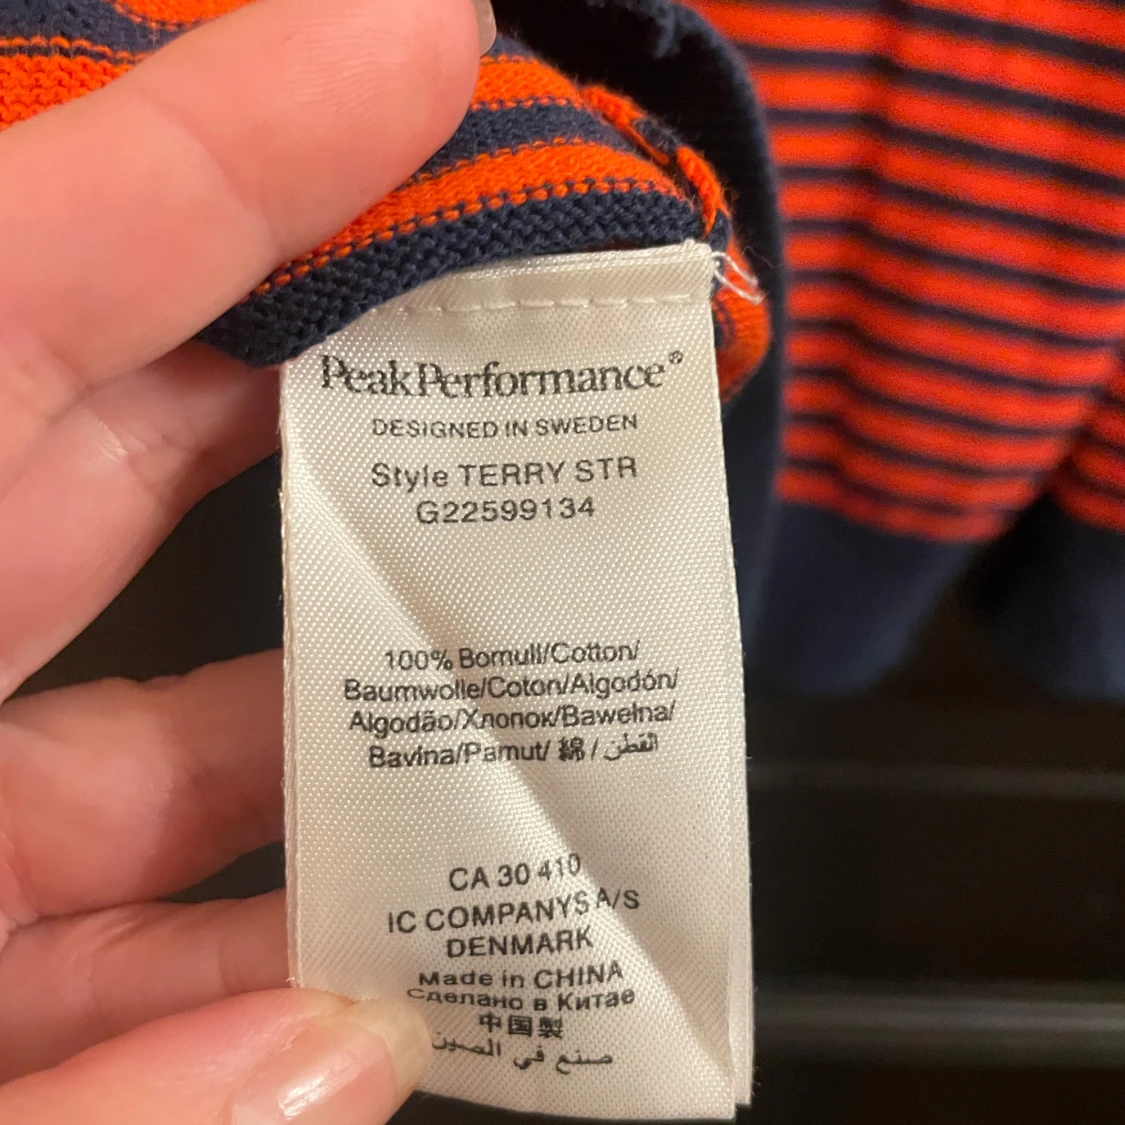 PeakPerformance®
DESIGNED IN SWEDEN
Style TERRY STR
G22599134
100% Bomull/Cotton/
Baumwolle/Coton/Algodón/
Algodão/Хлопок/Bawełna/
Bavlna/Pamut/ 綿 / القطن
CA 30 410
IC COMPANYS A/S
DENMARK
Made in CHINA
Сделано в Китае
中国製
صنع في الصين